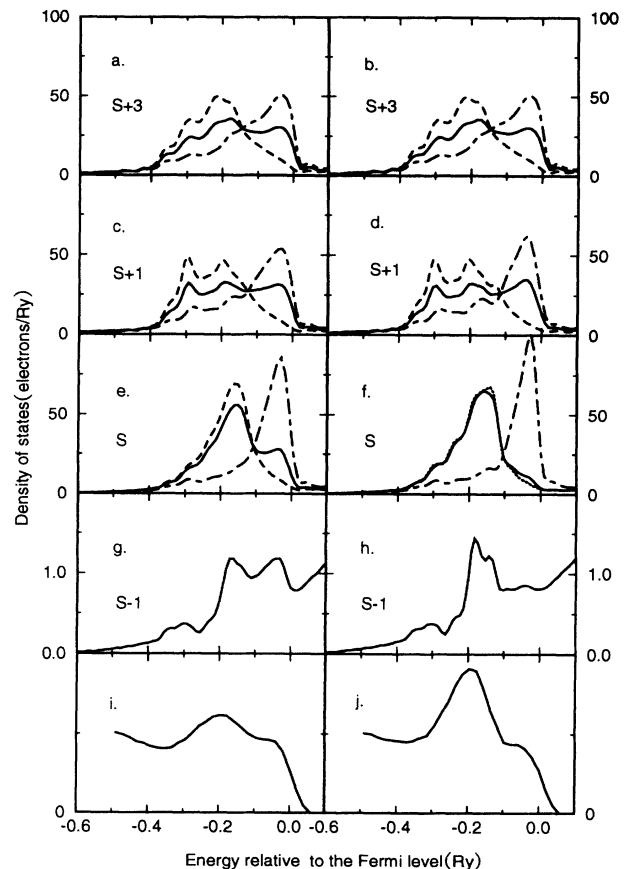 100 100
a. b.
S+3 S+3
50 50
0 0
c. d.
50 50
S+1 S+1
0 0
e. f.
50 50
S S
0 0
g. h.
1.0 1.0
S-1 S-1
0.0 0.0
i. j.
0 0
-0.6 -0.4 -0.2 0.0 -0.6 -0.4 -0.2 0.0
Density of states(electrons/Ry)
Energy relative to the Fermi level(Ry)